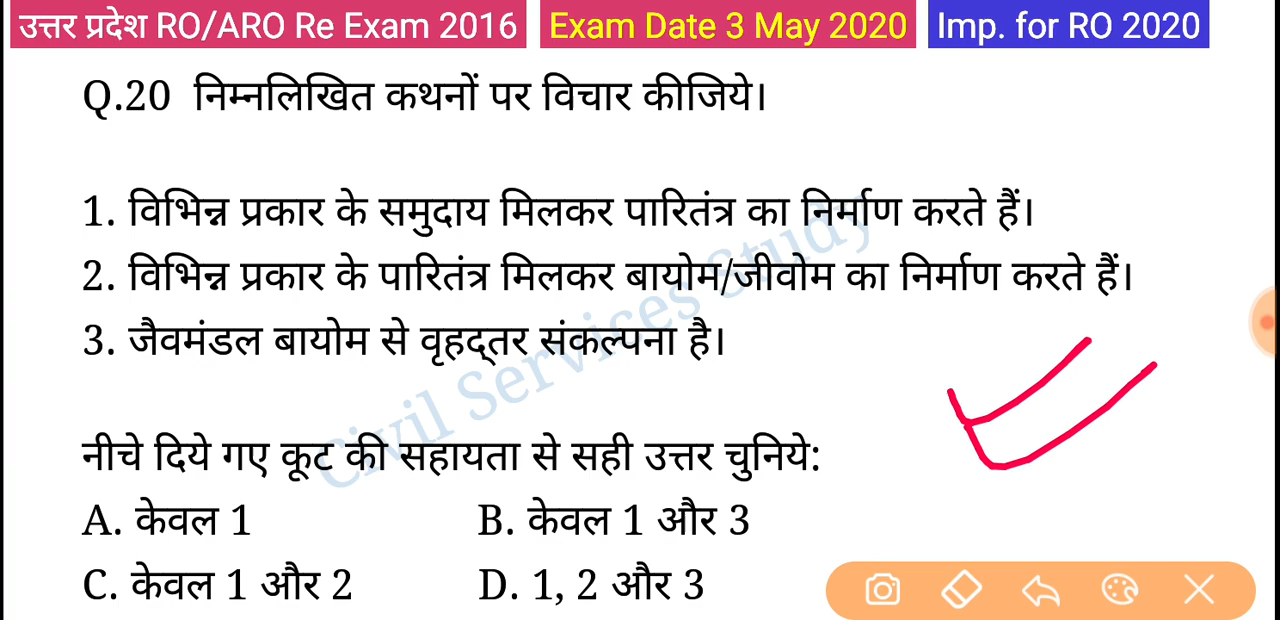 उत्तर प्रदेश RO/ARO Re Exam 2016 Exam Date 3 May 2020 Imp. for RO 2020
Q.20 निम्नलिखित कथनों पर विचार कीजिये।
1. विभिन्न प्रकार के समुदाय मिलकर पारितंत्र का निर्माण करते हैं।
2. विभिन्न प्रकार के पारितंत्र मिलकर बायोम/जीवोम का निर्माण करते हैं।
3. जैवमंडल बायोम से वृहद्तर संकल्पना है।
Civil Services Study
नीचे दिये गए कूट की सहायता से सही उत्तर चुनिये:
A. केवल 1 B. केवल 1 और 3
C. केवल 1 और 2 D. 1, 2 और 3